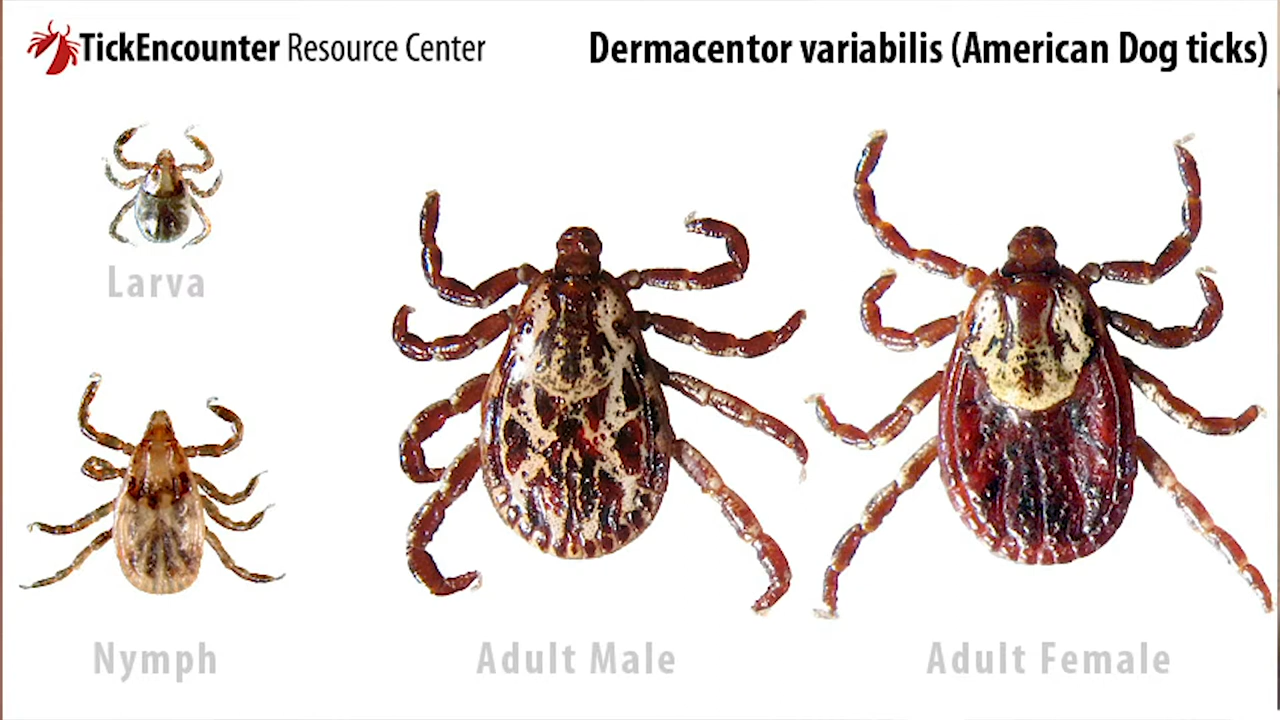 TickEncounter Resource Center
Dermacentor variabilis (American Dog ticks)
Larva
Nymph
Adult Male
Adult Female